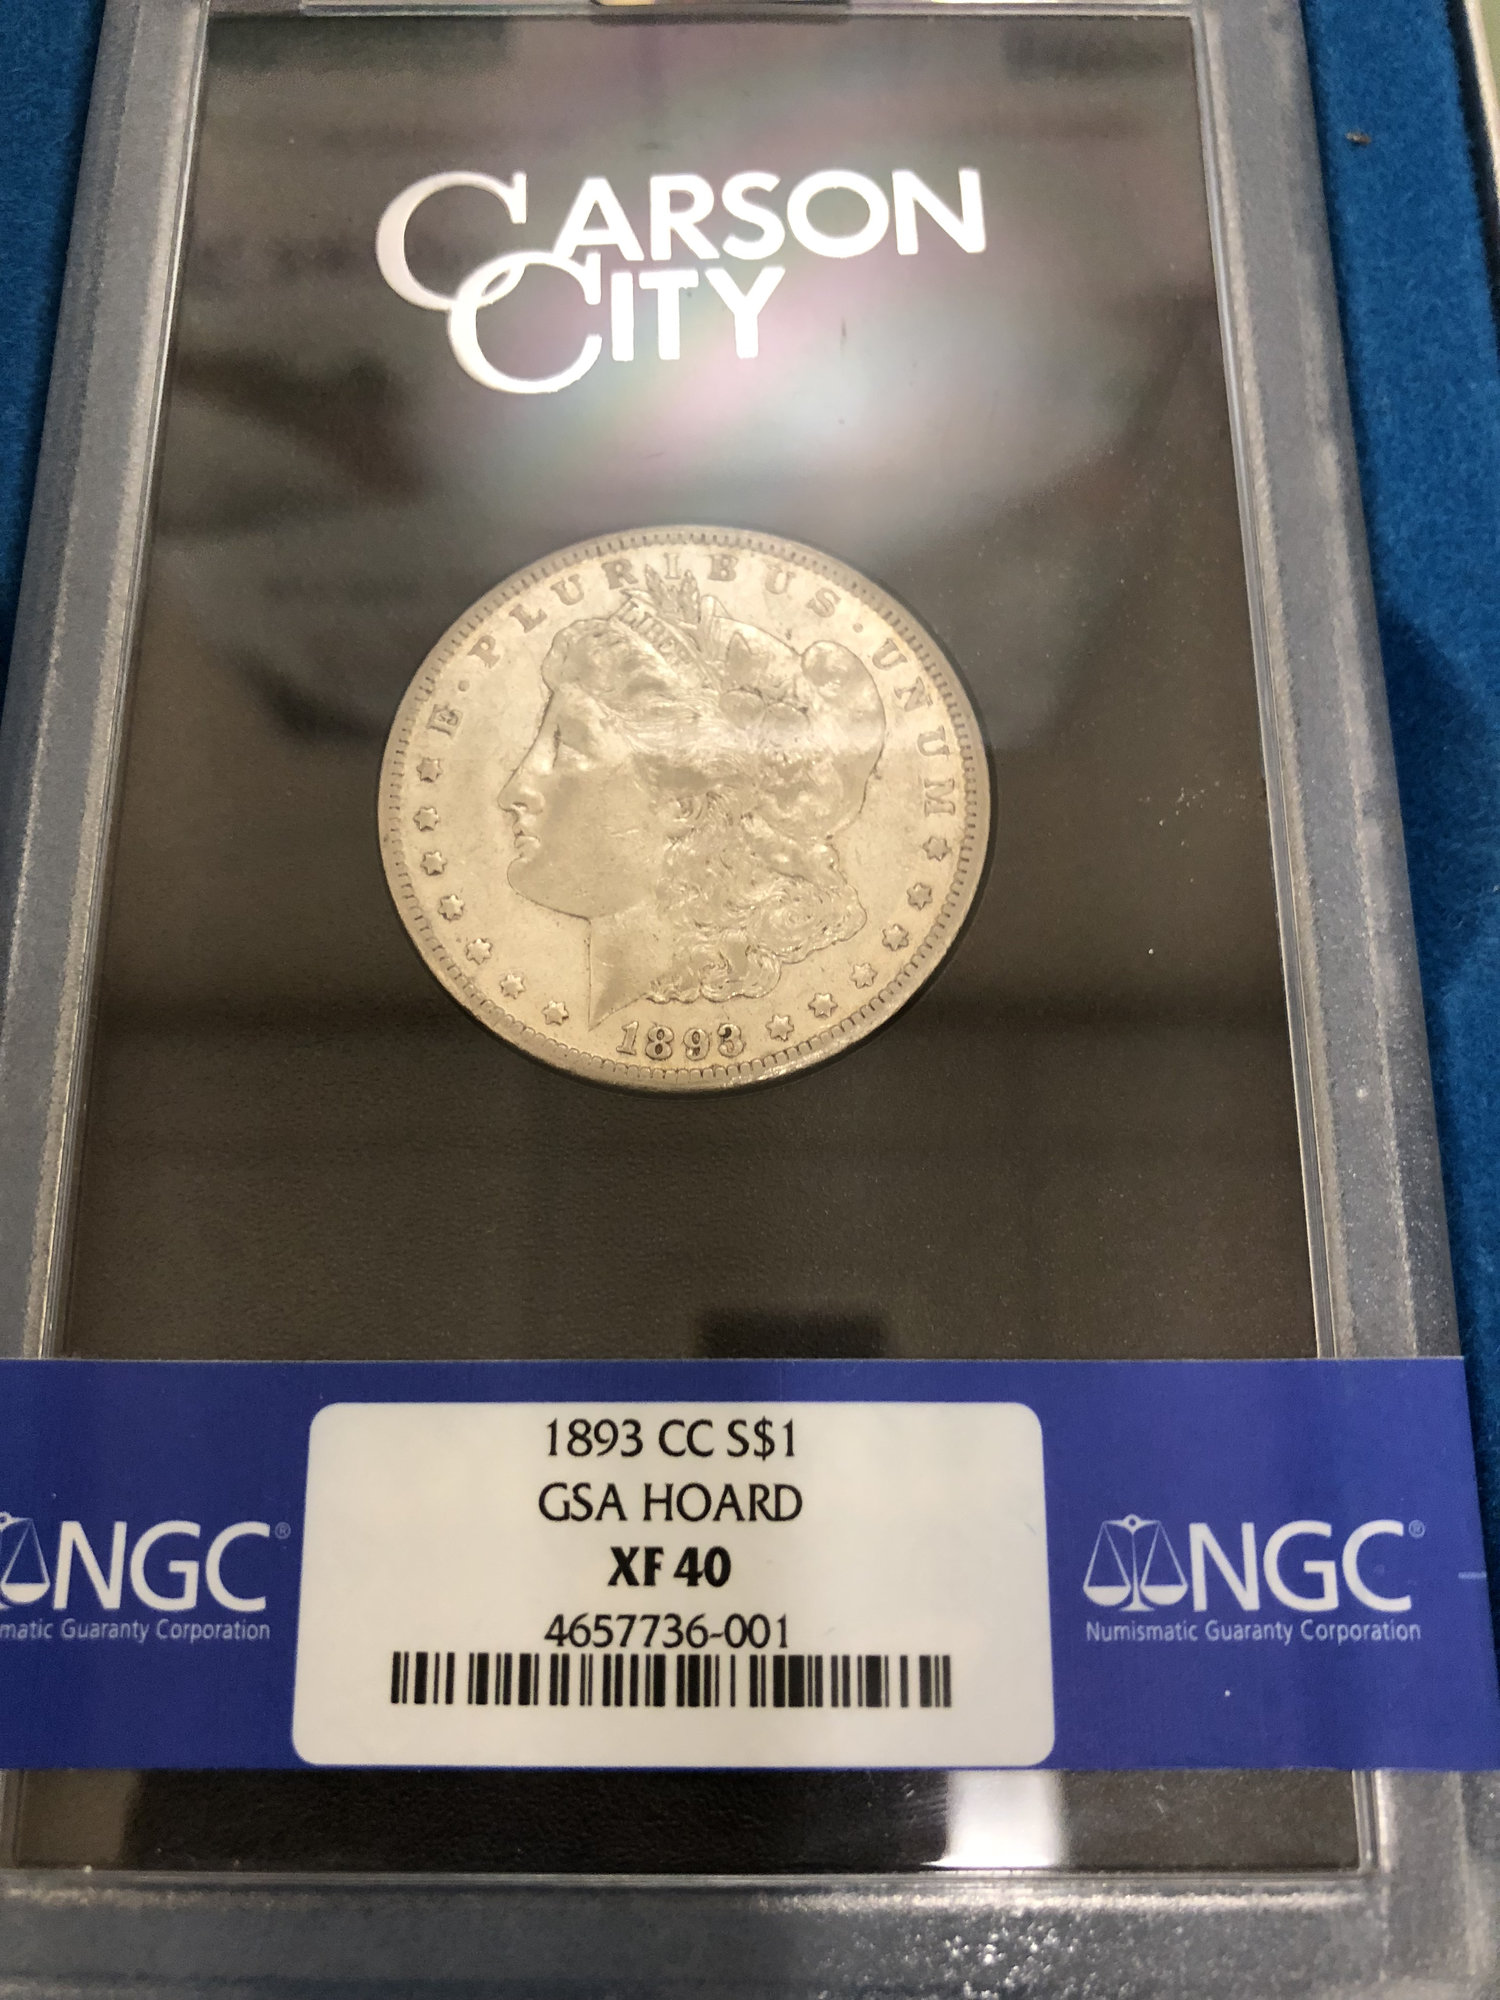 CARSON
CITY
E · PLURIBUS · UNUM
LIBERTY
1893
1893 CC S$1
GSA HOARD
XF 40
4657736-001
NGC®
matic Guaranty Corporation
NGC®
Numismatic Guaranty Corporation